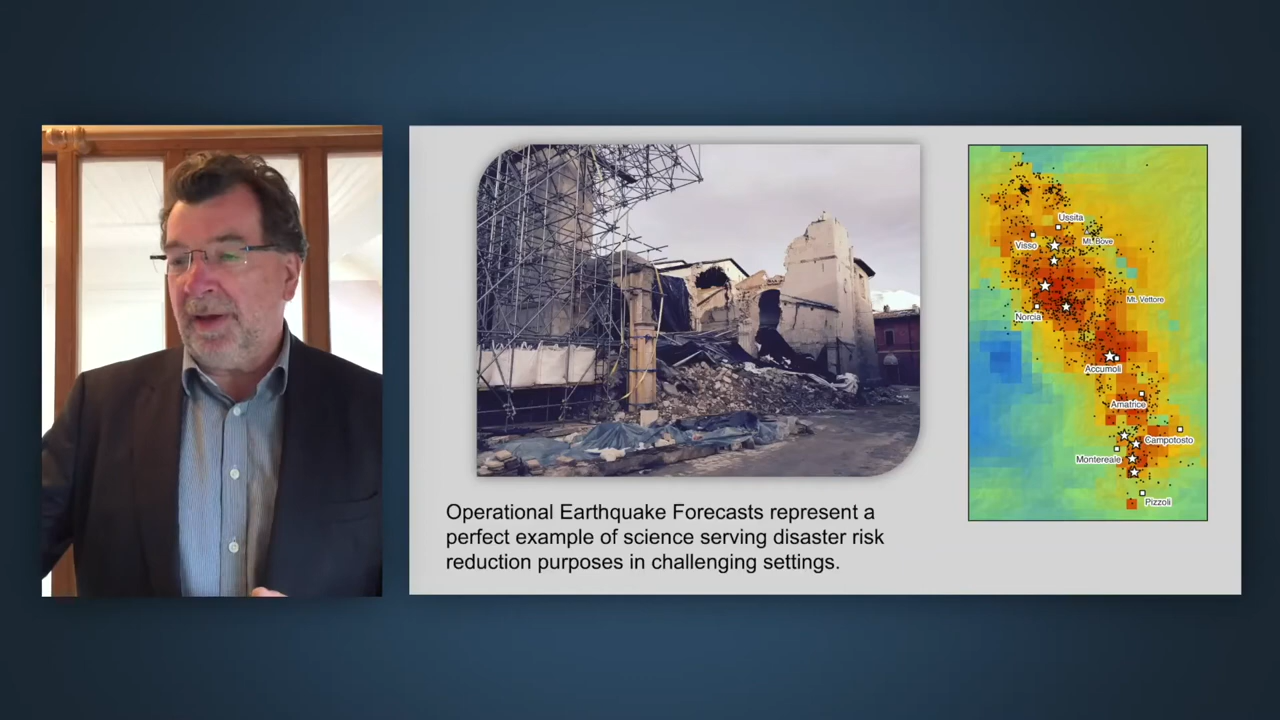 Operational Earthquake Forecasts represent a
perfect example of science serving disaster risk
reduction purposes in challenging settings.
Ussita
Visso
Mt. Bove
Mt. Vettore
Norcia
Accumoli
Amatrice
Campotosto
Montereale
Pizzoli